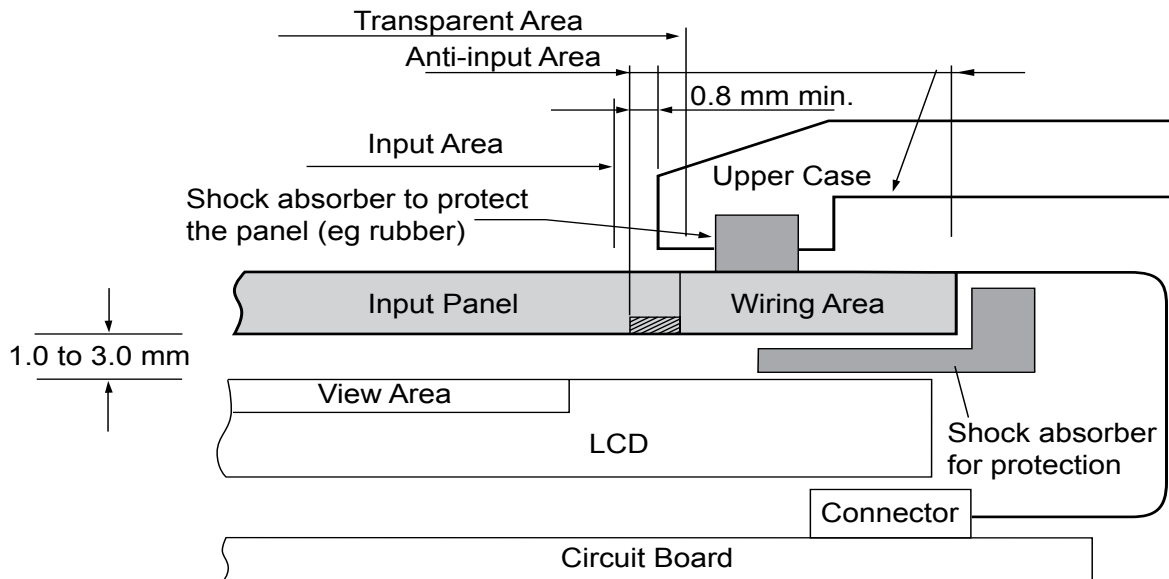 Transparent Area
Anti-input Area
0.8 mm min.
Input Area
Upper Case
Shock absorber to protect
the panel (eg rubber)
Input Panel
Wiring Area
1.0 to 3.0 mm
View Area
LCD
Shock absorber
for protection
Connector
Circuit Board